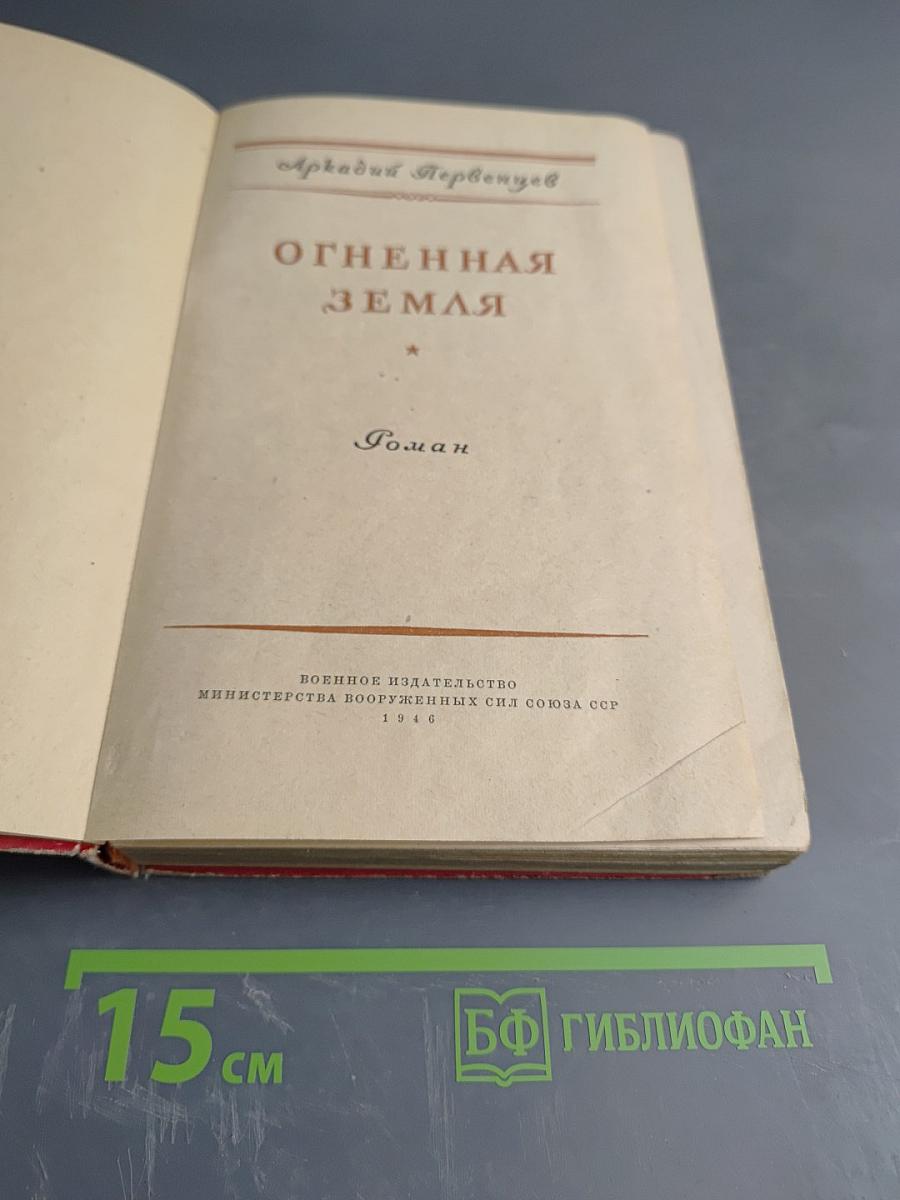 Аркадий Первенцев
ОГНЕННАЯ
ЗЕМЛЯ
Роман
ВОЕННОЕ ИЗДАТЕЛЬСТВО
МИНИСТЕРСТВА ВООРУЖЕННЫХ СИЛ СОЮЗА ССР
1946
15 см
БФ ГИБЛИОФАН